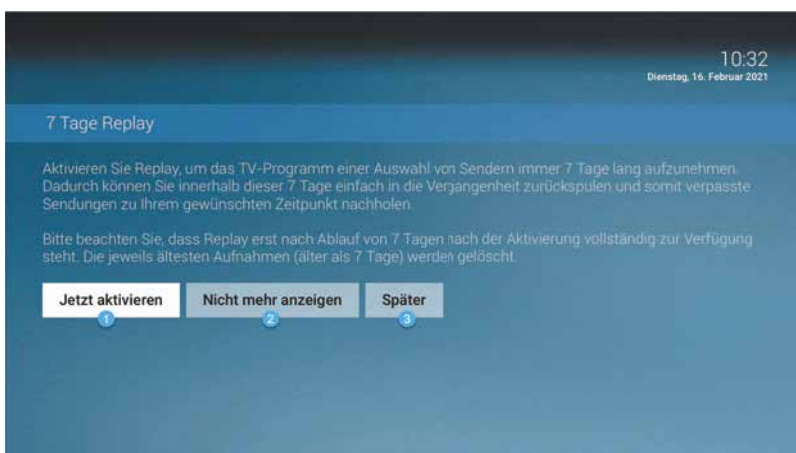 10:32
Dienstag, 16. Februar 2021
7 Tage Replay
Aktivieren Sie Replay, um das TV-Programm einer Auswahl von Sendern immer 7 Tage lang aufzunehmen.
Dadurch können Sie innerhalb dieser 7 Tage einfach in die Vergangenheit zurückspulen und somit verpasste
Sendungen zu Ihrem gewünschten Zeitpunkt nachholen.
Bitte beachten Sie, dass Replay erst nach Ablauf von 7 Tagen nach der Aktivierung vollständig zur Verfügung
steht. Die jeweils ältesten Aufnahmen (älter als 7 Tage) werden gelöscht.
Jetzt aktivieren Nicht mehr anzeigen Später
1 2 3